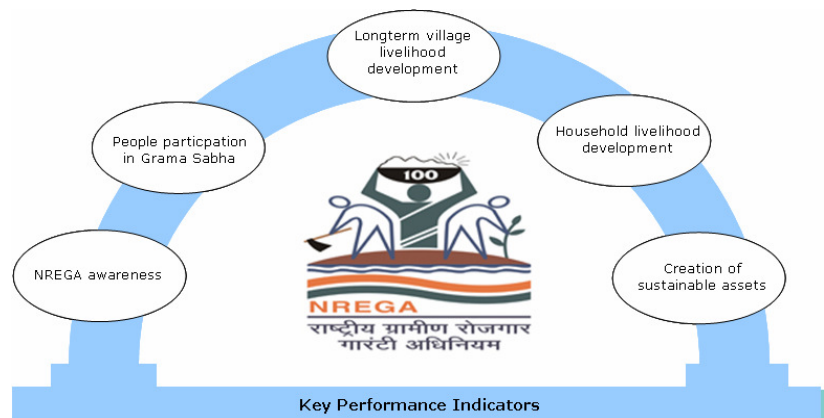 Longterm village
livelihood
development
People particpation
in Grama Sabha
Household livelihood
development
NREGA awareness
Creation of
sustainable assets
100
NREGA
राष्ट्रीय ग्रामीण रोजगार
गारंटी अधिनियम
Key Performance Indicators